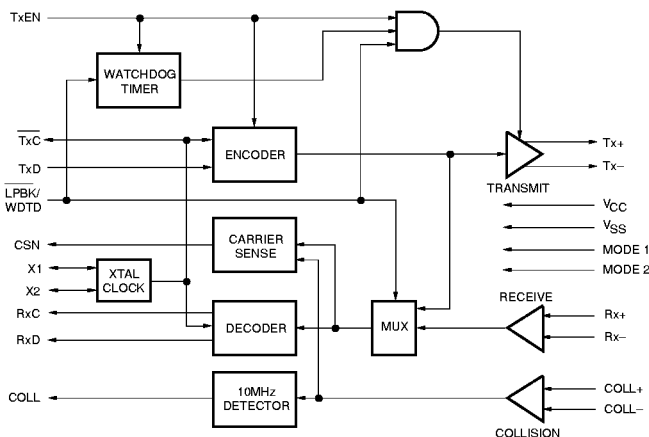 TxEN
WATCHDOG
TIMER
TxC
TxD
ENCODER
Tx+
Tx−
TRANSMIT
LPBK/
WDTD
VCC
VSS
MODE 1
MODE 2
CSN
CARRIER
SENSE
X1
X2
XTAL
CLOCK
RxC
RxD
DECODER
MUX
RECEIVE
Rx+
Rx−
COLL
10MHz
DETECTOR
COLL+
COLL−
COLLISION